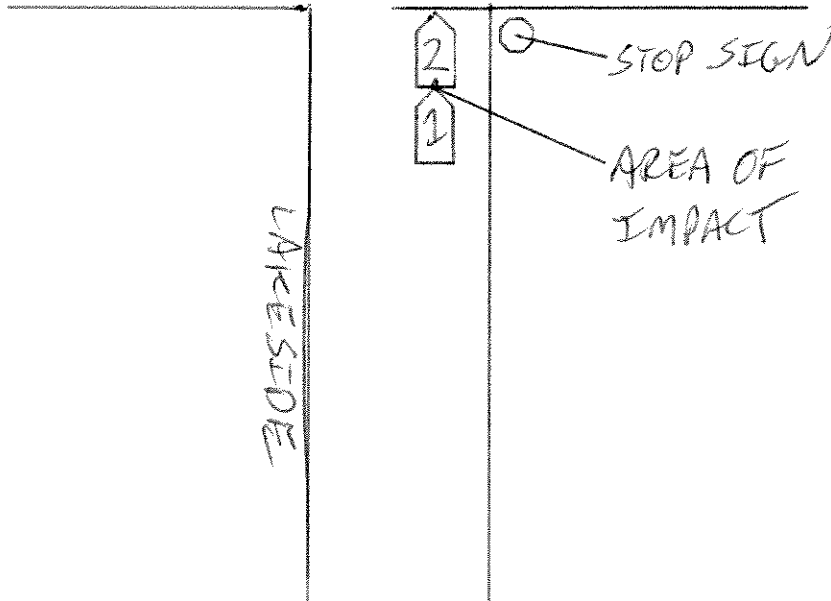 2
STOP SIGN
1
AREA OF
IMPACT
LAKESIDE